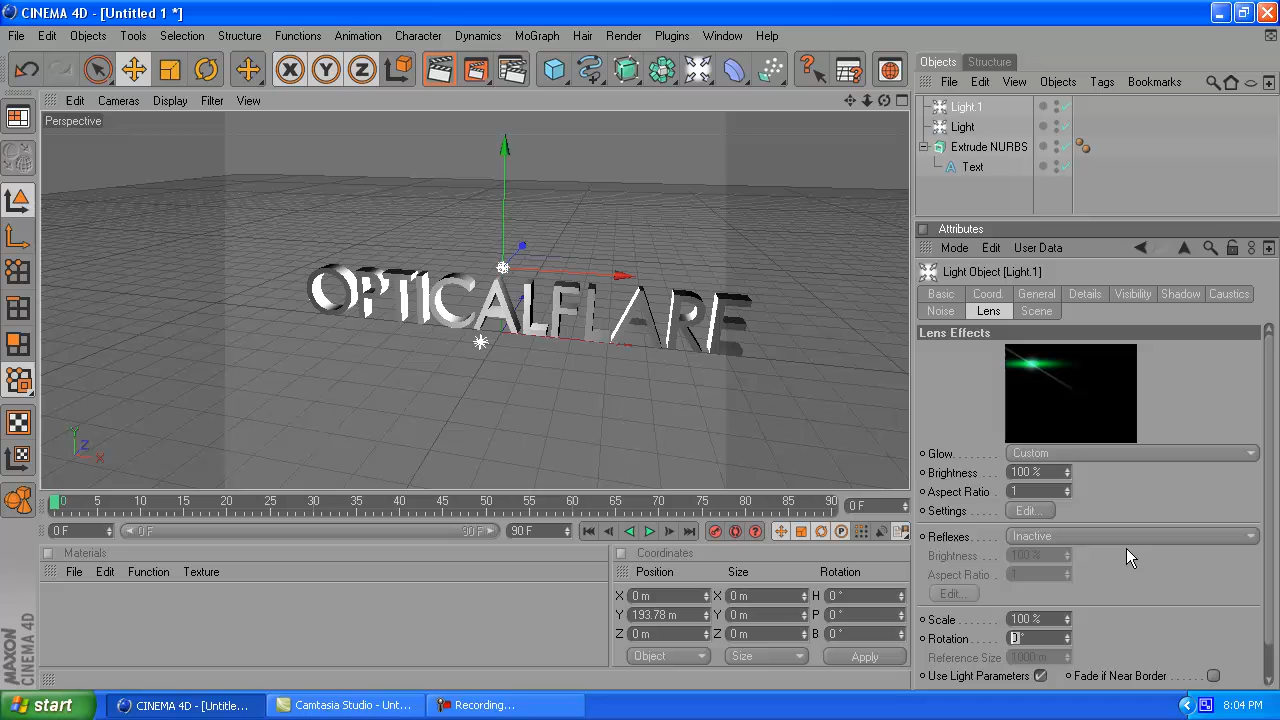 CINEMA 4D - [Untitled 1 *]
File Edit Objects Tools Selection Structure Functions Animation Character Dynamics MoGraph Hair Render Plugins Window Help
Objects Structure
File Edit View Objects Tags Bookmarks
Edit Cameras Display Filter View
Light.1
Perspective
Light
Extrude NURBS
Text
Attributes
Mode Edit User Data
Light Object [Light.1]
Basic Coord. General Details Visibility Shadow Caustics
Noise Lens Scene
Lens Effects
OPTICALFLARE
Y
Z
X
Glow Custom
Brightness 100 %
Aspect Ratio 1
Settings Edit...
0 5 10 15 20 25 30 35 40 45 50 55 60 65 70 75 80 85 90 0 F
0 F 0 F 90 F 90 F
Reflexes Inactive
Brightness 100 %
Aspect Ratio 1
Edit...
Materials
Coordinates
File Edit Function Texture
Position Size Rotation
X 0 m X 0 m H 0 °
Y 193.78 m Y 0 m P 0 °
Z 0 m Z 0 m B 0 °
Object Size Apply
Scale 100 %
Rotation 0 °
Reference Size 1000 m
Use Light Parameters Fade if Near Border
MAXON
CINEMA 4D
start
CINEMA 4D - [Untitle...
Camtasia Studio - Unt...
Recording...
8:04 PM